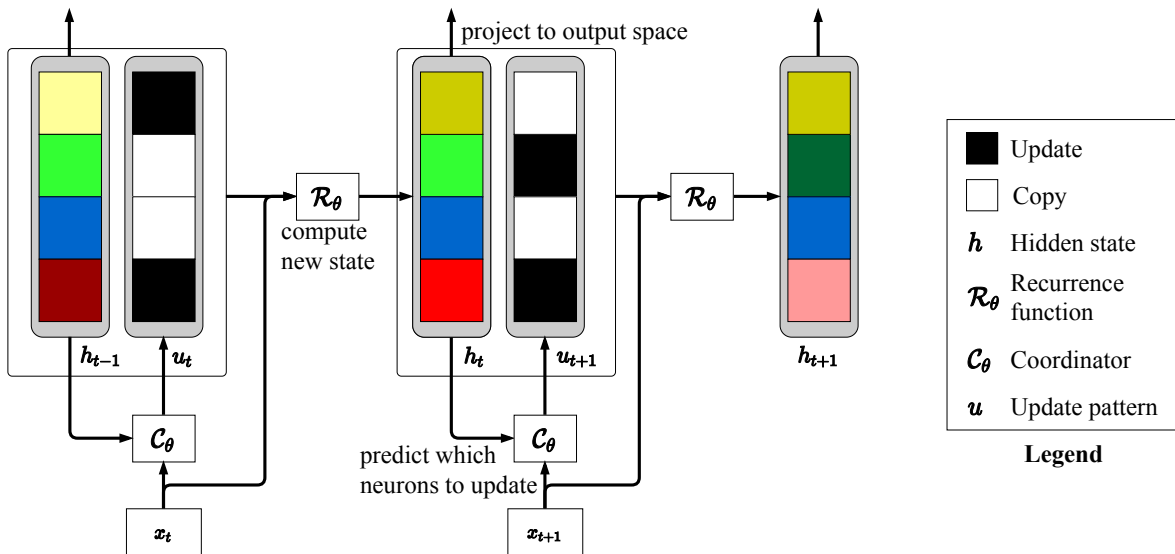 project to output space
h_{t−1}
u_t
C_θ
x_t
R_θ
compute
new state
h_t
u_{t+1}
C_θ
predict which
neurons to update
x_{t+1}
R_θ
h_{t+1}
Update
Copy
h Hidden state
R_θ Recurrence
function
C_θ Coordinator
u Update pattern
Legend